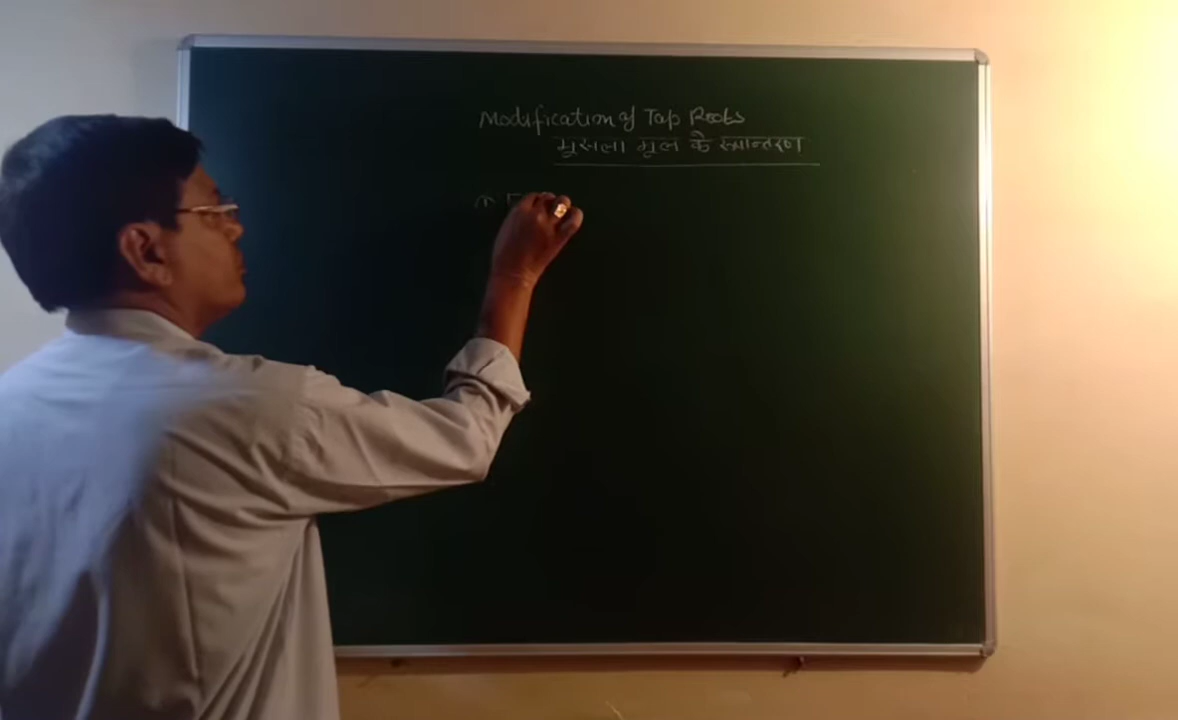 Modification of Tap Roots
मूसला मूल के रूपान्तरण